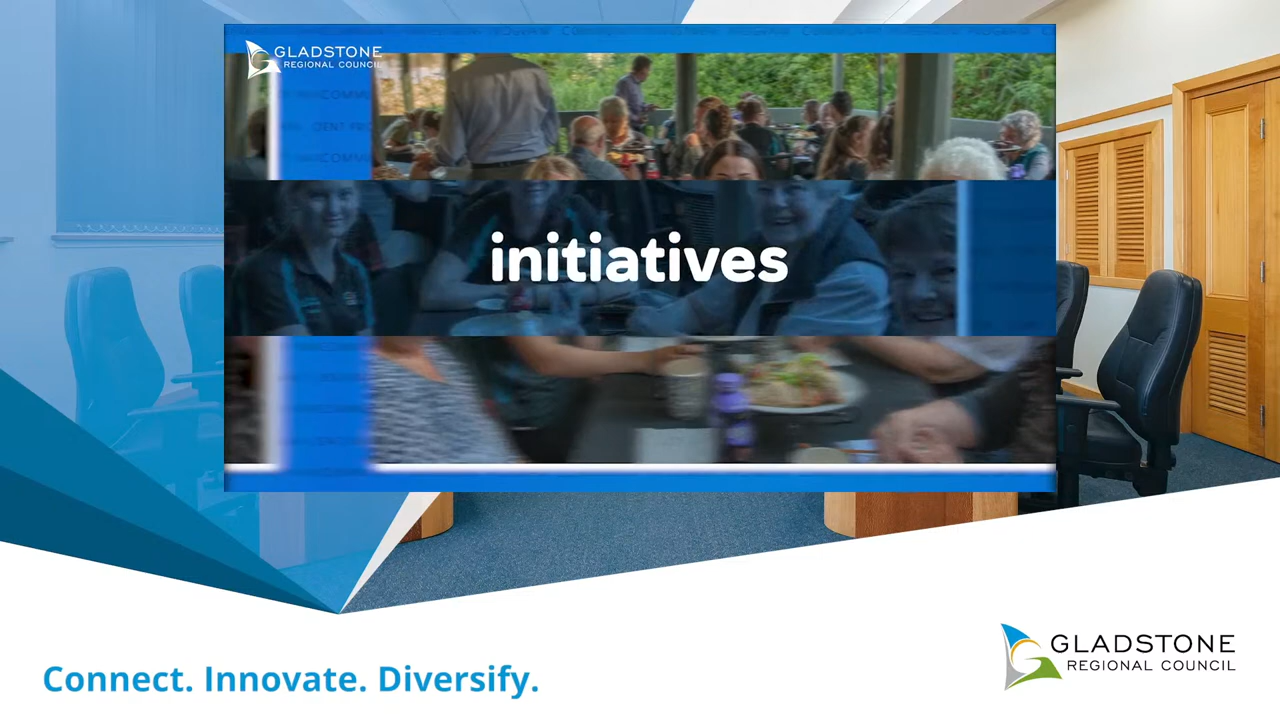 GLADSTONE
REGIONAL COUNCIL
initiatives
Connect. Innovate. Diversify.
GLADSTONE
REGIONAL COUNCIL